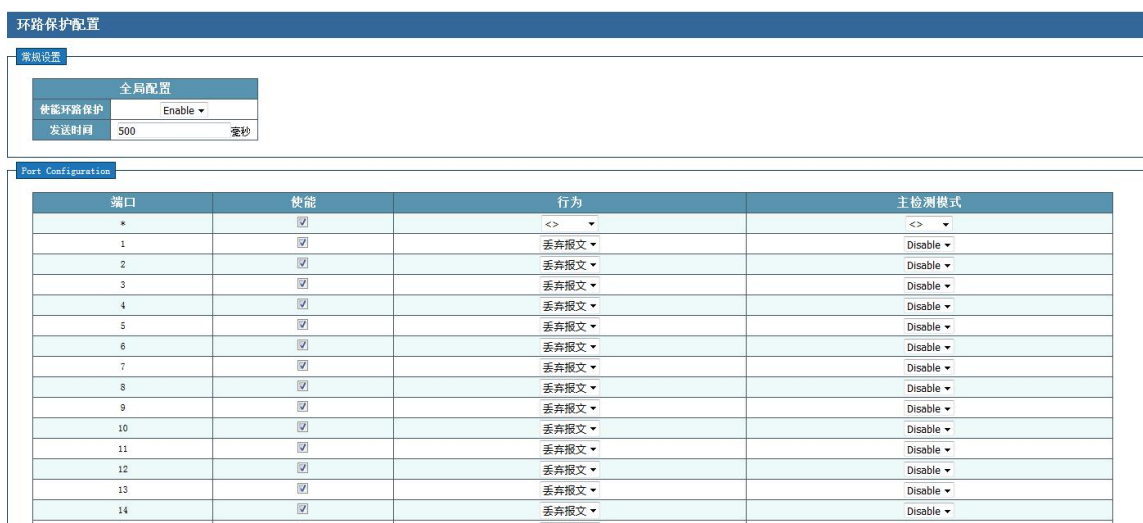 环路保护配置
常规设置
全局配置
使能环路保护 Enable
发送时间 500 毫秒
Port Configuration
端口 使能 行为 主检测模式
* <> <>
1 丢弃报文 Disable
2 丢弃报文 Disable
3 丢弃报文 Disable
4 丢弃报文 Disable
5 丢弃报文 Disable
6 丢弃报文 Disable
7 丢弃报文 Disable
8 丢弃报文 Disable
9 丢弃报文 Disable
10 丢弃报文 Disable
11 丢弃报文 Disable
12 丢弃报文 Disable
13 丢弃报文 Disable
14 丢弃报文 Disable